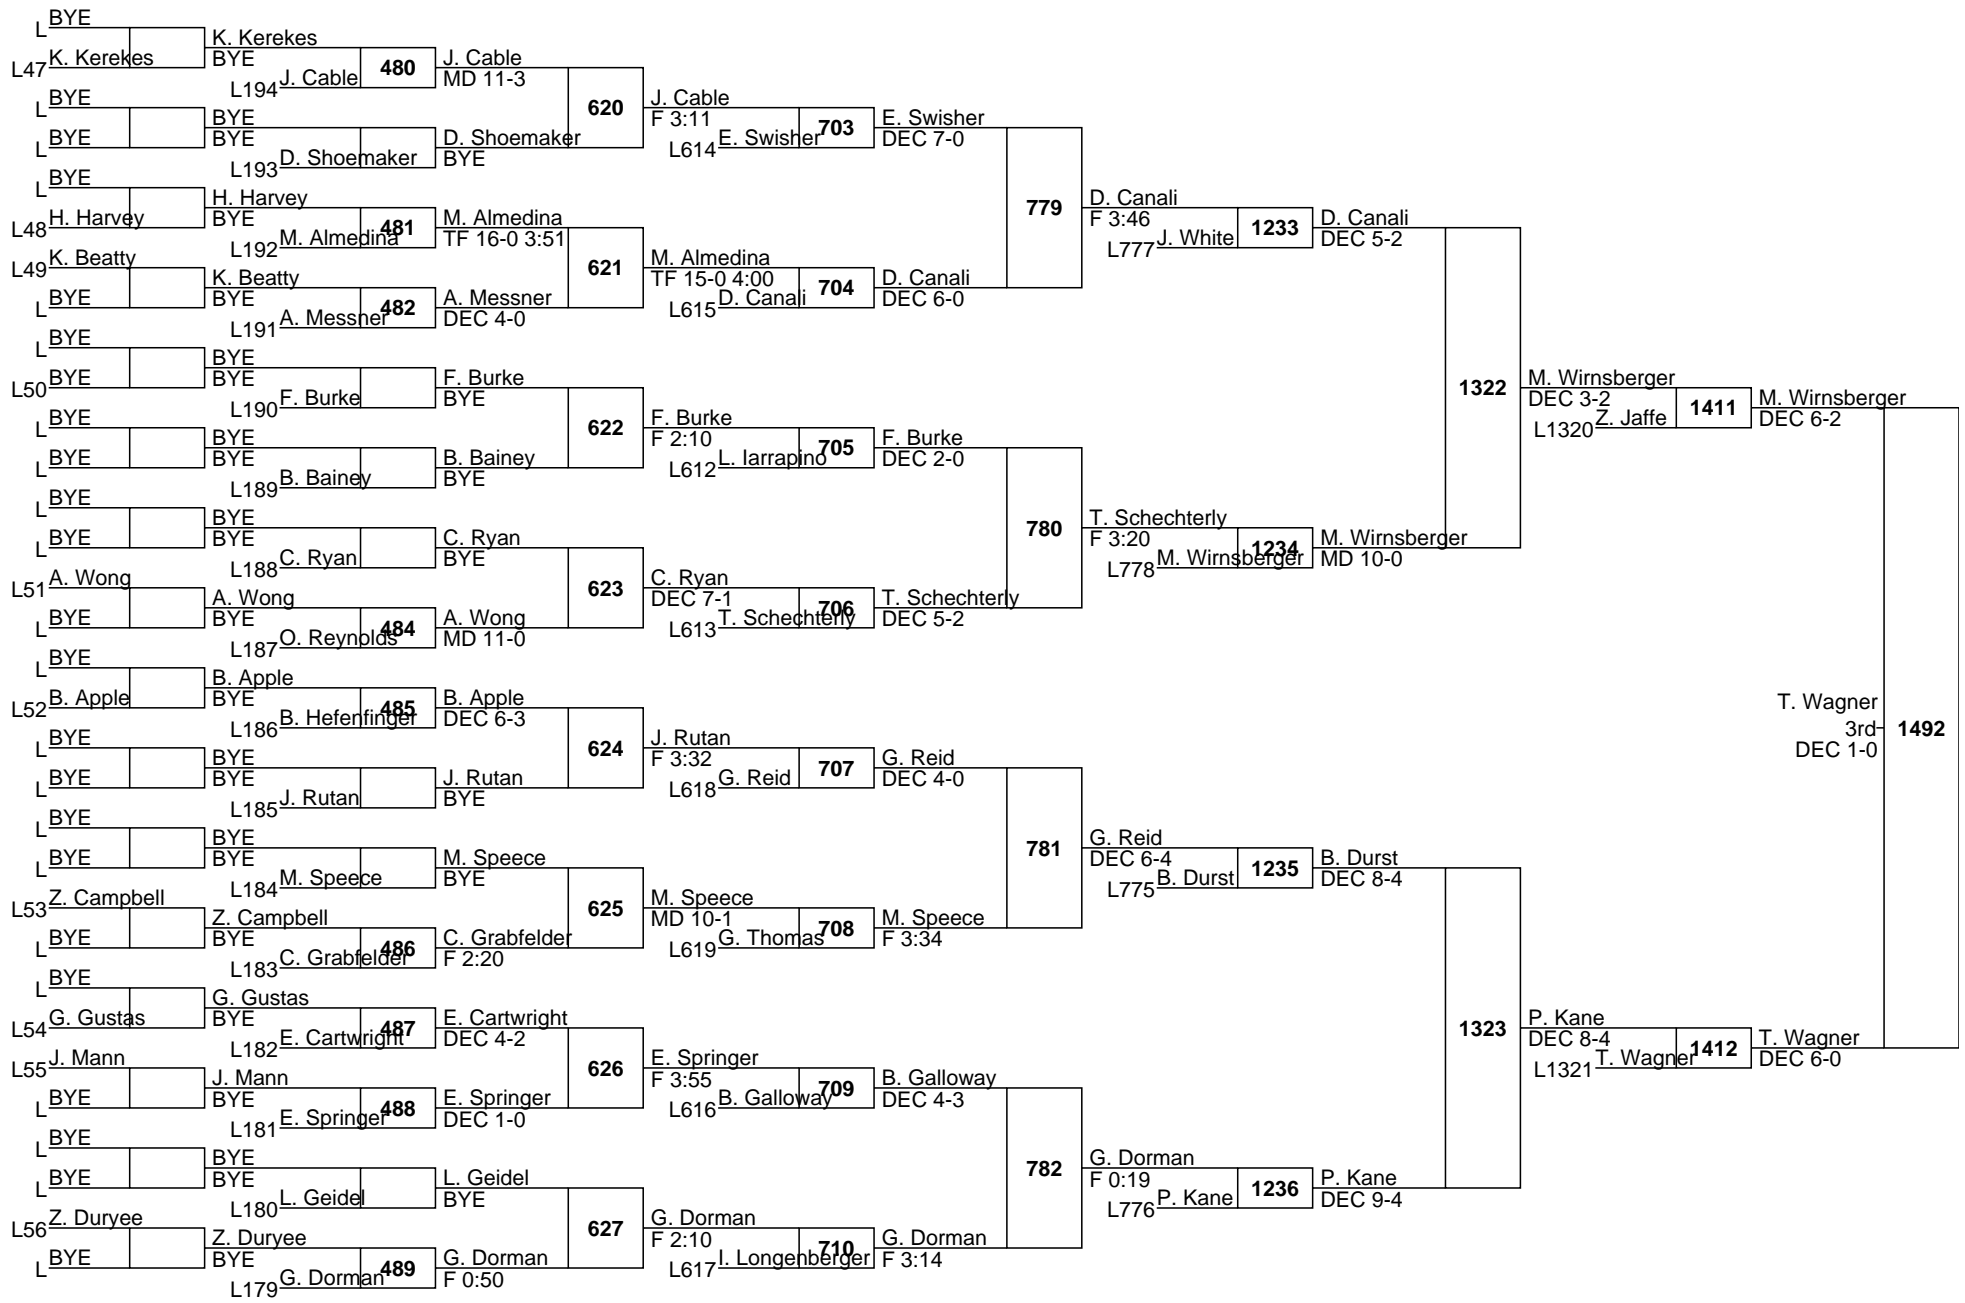 BYE
L
K. Kerekes
L47
K. Kerekes
BYE
J. Cable
L194
480
J. Cable
MD 11-3
BYE
L
BYE
L
BYE
BYE
D. Shoemaker
L193
D. Shoemaker
BYE
620
J. Cable
F 3:11
E. Swisher
L614
703
E. Swisher
DEC 7-0
BYE
L
H. Harvey
L48
H. Harvey
BYE
M. Almedina
L192
481
M. Almedina
TF 16-0 3:51
K. Beatty
L49
BYE
L
K. Beatty
BYE
A. Messner
L191
482
A. Messner
DEC 4-0
621
M. Almedina
TF 15-0 4:00
D. Canali
L615
704
D. Canali
DEC 6-0
779
D. Canali
F 3:46
J. White
L777
1233
D. Canali
DEC 5-2
BYE
L
BYE
L50
BYE
BYE
F. Burke
L190
F. Burke
BYE
BYE
L
BYE
L
BYE
BYE
B. Bainey
L189
B. Bainey
BYE
622
F. Burke
F 2:10
L. Iarrapino
L612
705
F. Burke
DEC 2-0
BYE
L
BYE
L
BYE
BYE
C. Ryan
L188
C. Ryan
BYE
A. Wong
L51
BYE
L
A. Wong
BYE
O. Reynolds
L187
484
A. Wong
MD 11-0
623
C. Ryan
DEC 7-1
T. Schechterly
L613
706
T. Schechterly
DEC 5-2
780
T. Schechterly
F 3:20
M. Wirnsberger
L778
1234
M. Wirnsberger
MD 10-0
1322
M. Wirnsberger
DEC 3-2
Z. Jaffe
L1320
1411
M. Wirnsberger
DEC 6-2
BYE
L
B. Apple
L52
B. Apple
BYE
B. Hefenfinger
L186
485
B. Apple
DEC 6-3
BYE
L
BYE
L
BYE
BYE
J. Rutan
L185
J. Rutan
BYE
624
J. Rutan
F 3:32
G. Reid
L618
707
G. Reid
DEC 4-0
BYE
L
BYE
L
BYE
BYE
M. Speece
L184
M. Speece
BYE
Z. Campbell
L53
BYE
L
Z. Campbell
BYE
C. Grabfelder
L183
486
C. Grabfelder
F 2:20
625
M. Speece
MD 10-1
G. Thomas
L619
708
M. Speece
F 3:34
781
G. Reid
DEC 6-4
B. Durst
L775
1235
B. Durst
DEC 8-4
BYE
L
G. Gustas
L54
G. Gustas
BYE
E. Cartwright
L182
487
E. Cartwright
DEC 4-2
J. Mann
L55
BYE
L
J. Mann
BYE
E. Springer
L181
488
E. Springer
DEC 1-0
626
E. Springer
F 3:55
B. Galloway
L616
709
B. Galloway
DEC 4-3
BYE
L
BYE
L
BYE
BYE
L. Geidel
L180
L. Geidel
BYE
Z. Duryee
L56
BYE
L
Z. Duryee
BYE
G. Dorman
L179
489
G. Dorman
F 0:50
627
G. Dorman
F 2:10
I. Longenberger
L617
710
G. Dorman
F 3:14
782
G. Dorman
F 0:19
P. Kane
L776
1236
P. Kane
DEC 9-4
1323
P. Kane
DEC 8-4
T. Wagner
L1321
1412
T. Wagner
DEC 6-0
T. Wagner
3rd
DEC 1-0
1492